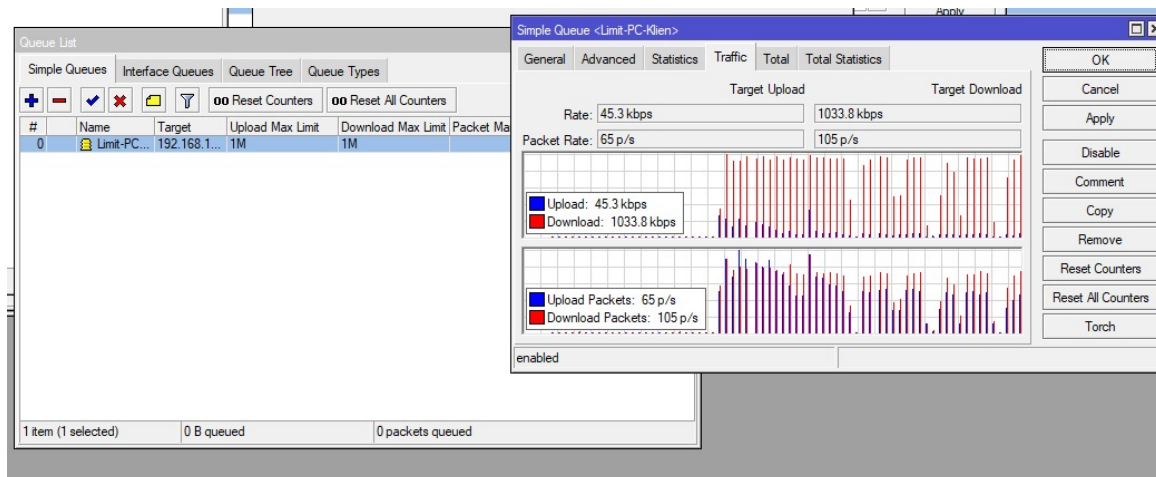 Apply
Queue List
Simple Queues Interface Queues Queue Tree Queue Types
00 Reset Counters 00 Reset All Counters
# Name Target Upload Max Limit Download Max Limit Packet Ma
0 Limit-PC... 192.168.1... 1M 1M
1 item (1 selected) 0 B queued 0 packets queued
Simple Queue <Limit-PC-Klien>
General Advanced Statistics Traffic Total Total Statistics
Target Upload Target Download
Rate: 45.3 kbps 1033.8 kbps
Packet Rate: 65 p/s 105 p/s
Upload: 45.3 kbps
Download: 1033.8 kbps
Upload Packets: 65 p/s
Download Packets: 105 p/s
enabled
OK
Cancel
Apply
Disable
Comment
Copy
Remove
Reset Counters
Reset All Counters
Torch